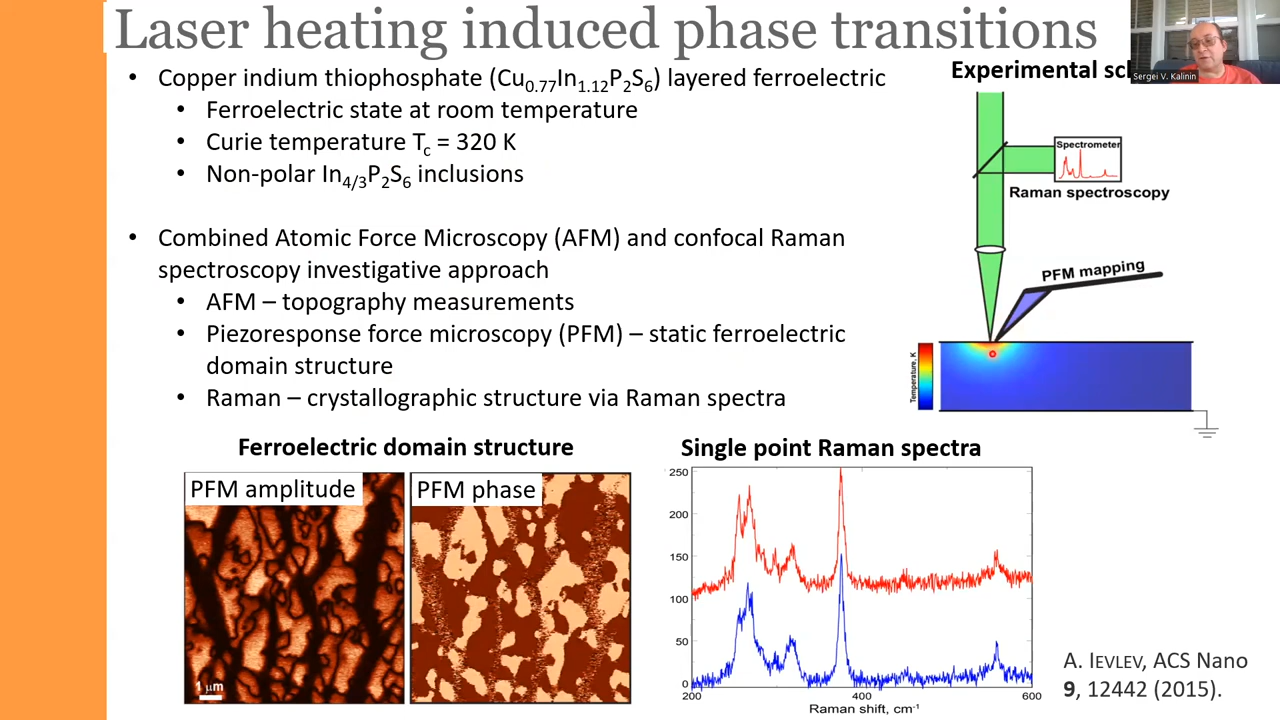 Laser heating induced phase transitions
Sergei V. Kalinin
• Copper indium thiophosphate (Cu0.77In1.12P2S6) layered ferroelectric
• Ferroelectric state at room temperature
• Curie temperature Tc = 320 K
• Non-polar In4/3P2S6 inclusions
• Combined Atomic Force Microscopy (AFM) and confocal Raman
spectroscopy investigative approach
• AFM – topography measurements
• Piezoresponse force microscopy (PFM) – static ferroelectric
domain structure
• Raman – crystallographic structure via Raman spectra
Experimental sc
Spectrometer
Raman spectroscopy
PFM mapping
Temperature, K
Ferroelectric domain structure
PFM amplitude
PFM phase
1 µm
Single point Raman spectra
250
200
150
100
50
0
200
400
600
Raman shift, cm-1
A. IEVLEV, ACS Nano
9, 12442 (2015).